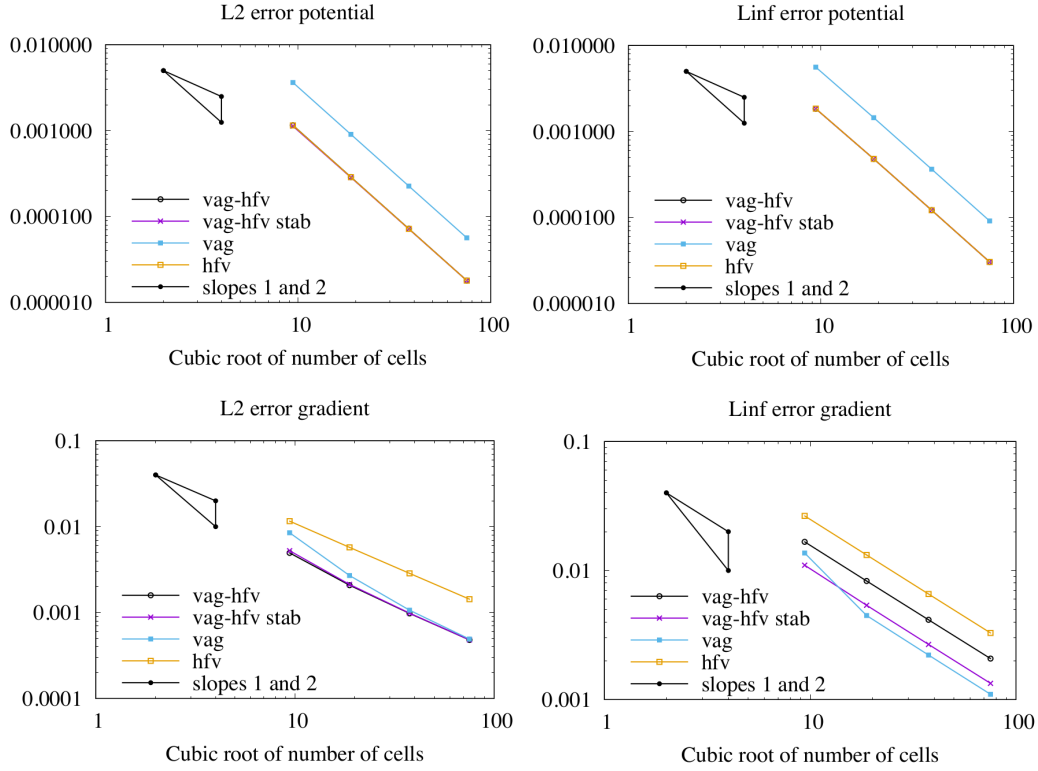 L2 error potential
0.010000
0.001000
0.000100
0.000010
vag-hfv
vag-hfv stab
vag
hfv
slopes 1 and 2
1 10 100
Cubic root of number of cells
Linf error potential
0.010000
0.001000
0.000100
0.000010
vag-hfv
vag-hfv stab
vag
hfv
slopes 1 and 2
1 10 100
Cubic root of number of cells
L2 error gradient
0.1
0.01
0.001
0.0001
vag-hfv
vag-hfv stab
vag
hfv
slopes 1 and 2
1 10 100
Cubic root of number of cells
Linf error gradient
0.1
0.01
0.001
vag-hfv
vag-hfv stab
vag
hfv
slopes 1 and 2
1 10 100
Cubic root of number of cells